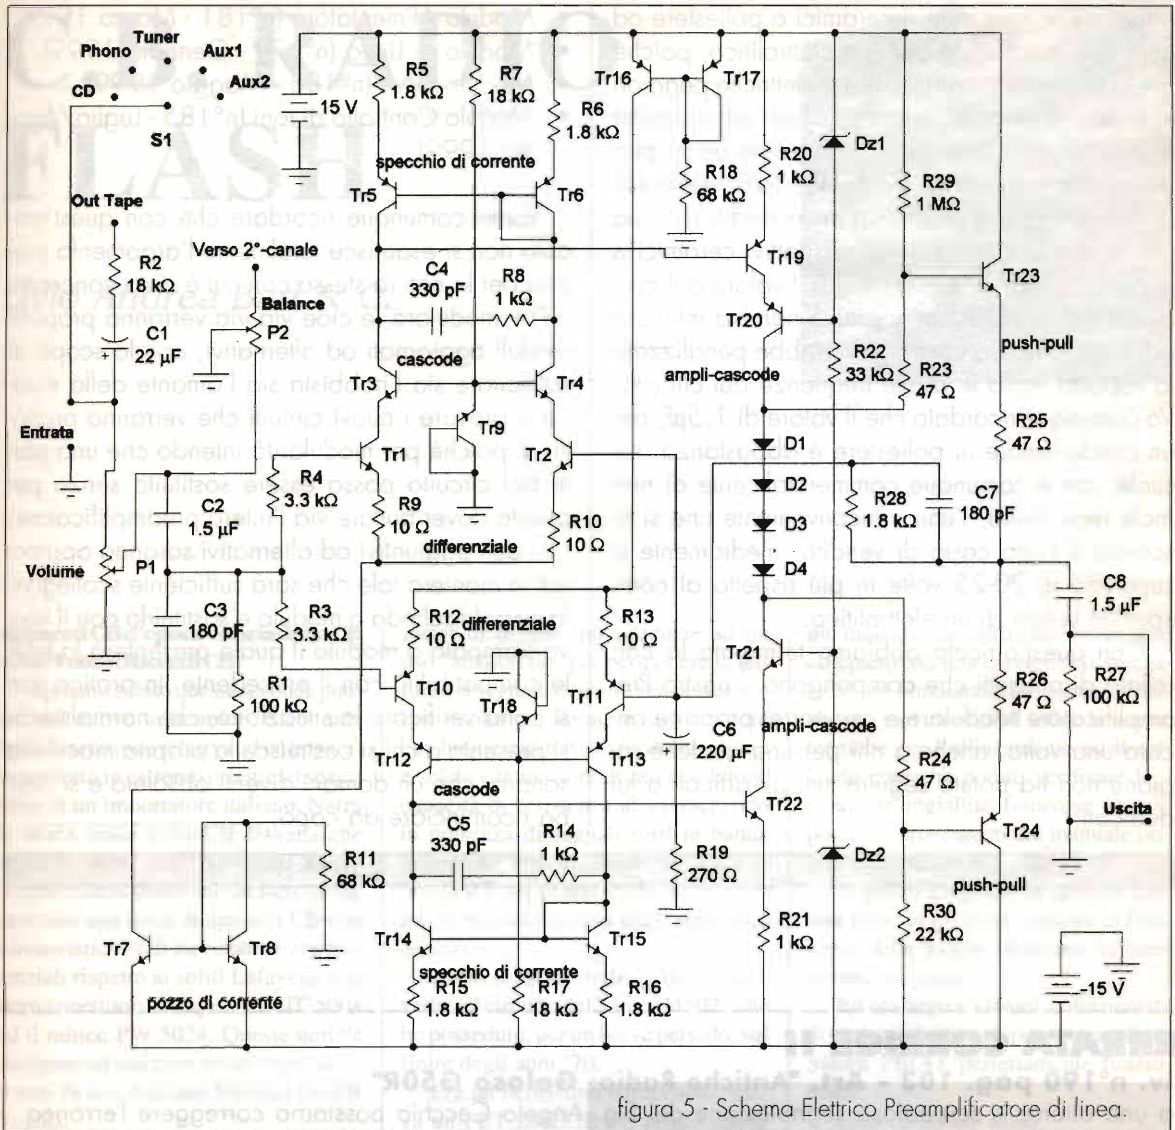 Tuner
Phono
Aux1
CD
Aux2
S1
15 V
R5
1.8 kΩ
R7
18 kΩ
R6
1.8 kΩ
Tr16
Tr17
R18
68 kΩ
R20
1 kΩ
Dz1
R29
1 MΩ
specchio di corrente
Tr5
Tr6
Out Tape
Verso 2°-canale
R2
18 kΩ
Balance
P2
C1
22 µF
+
C4
330 pF
R8
1 kΩ
Tr19
Tr20
Tr23
push-pull
cascode
Tr3
Tr4
ampli-cascode
R22
33 kΩ
R23
47 Ω
R25
47 Ω
Entrata
Tr9
Tr1
Tr2
D1
D2
D3
D4
R4
3.3 kΩ
R9
10 Ω
R10
10 Ω
C2
1.5 µF
R28
1.8 kΩ
C7
180 pF
differenziale
Volume
P1
C8
1.5 µF
C3
180 pF
R3
3.3 kΩ
R12
10 Ω
differenziale
R13
10 Ω
R1
100 kΩ
Tr10
Tr18
Tr11
Tr21
R26
47 Ω
R27
100 kΩ
+
C6
220 µF
ampli-cascode
Tr12
Tr13
cascode
R24
47 Ω
Tr22
Uscita
C5
330 pF
R14
1 kΩ
Tr24
R11
68 kΩ
R19
270 Ω
Dz2
push-pull
Tr7
Tr8
Tr14
Tr15
R21
1 kΩ
R30
22 kΩ
pozzo di corrente
specchio di corrente
R15
1.8 kΩ
R17
18 kΩ
R16
1.8 kΩ
-15 V
figura 5 - Schema Elettrico Preamplificatore di linea.